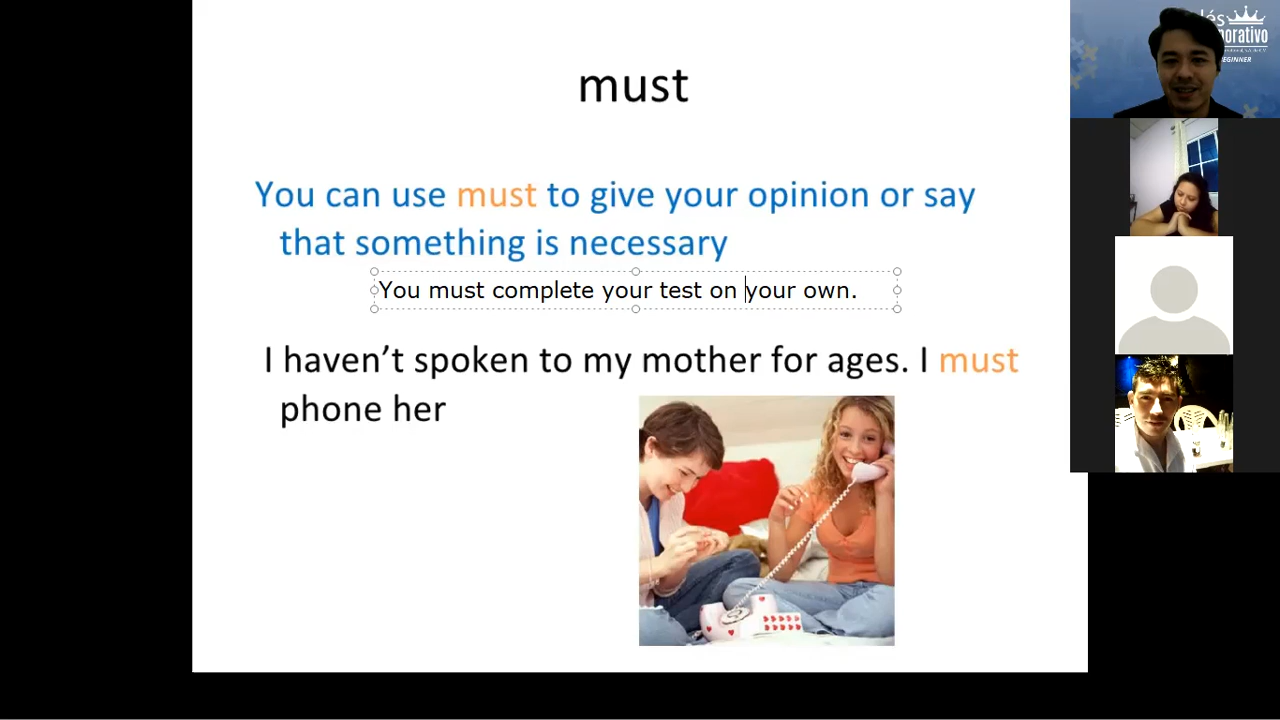 must
You can use must to give your opinion or say
that something is necessary
You must complete your test on your own.
I haven’t spoken to my mother for ages. I must
phone her